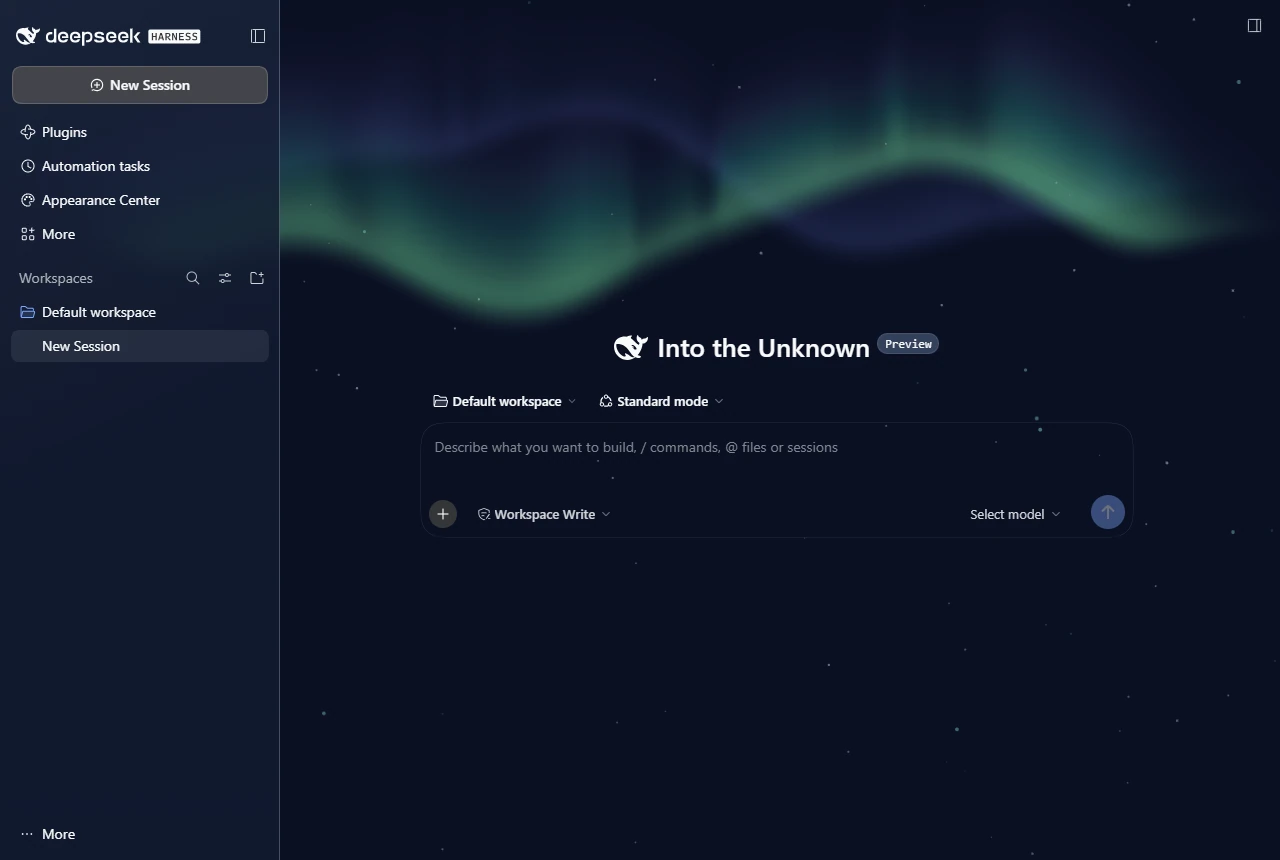 deepseek HARNESS
New Session
Plugins
Automation tasks
Appearance Center
More
Workspaces
Default workspace
New Session
More
Into the Unknown Preview
Default workspace Standard mode
Describe what you want to build, / commands, @ files or sessions
Workspace Write Select model